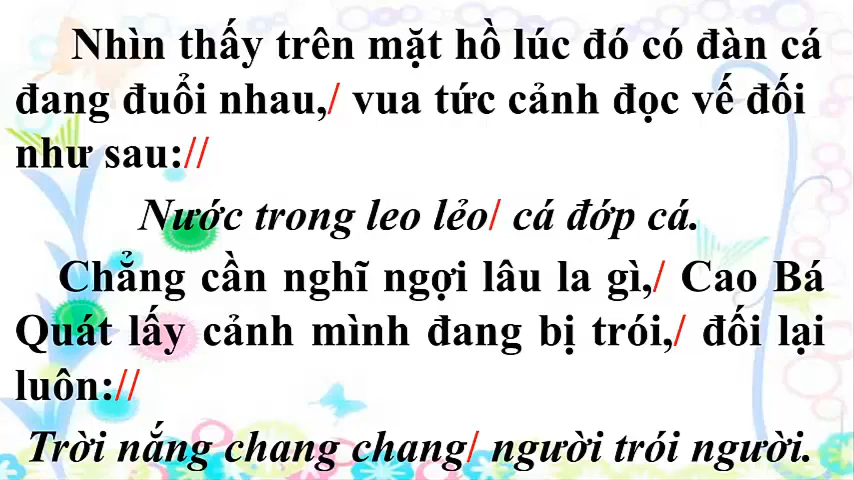 Nhìn thấy trên mặt hồ lúc đó có đàn cá
đang đuổi nhau,/ vua tức cảnh đọc vế đối
như sau://
Nước trong leo lẻo/ cá đớp cá.
Chẳng cần nghĩ ngợi lâu la gì,/ Cao Bá
Quát lấy cảnh mình đang bị trói,/ đối lại
luôn://
Trời nắng chang chang/ người trói người.